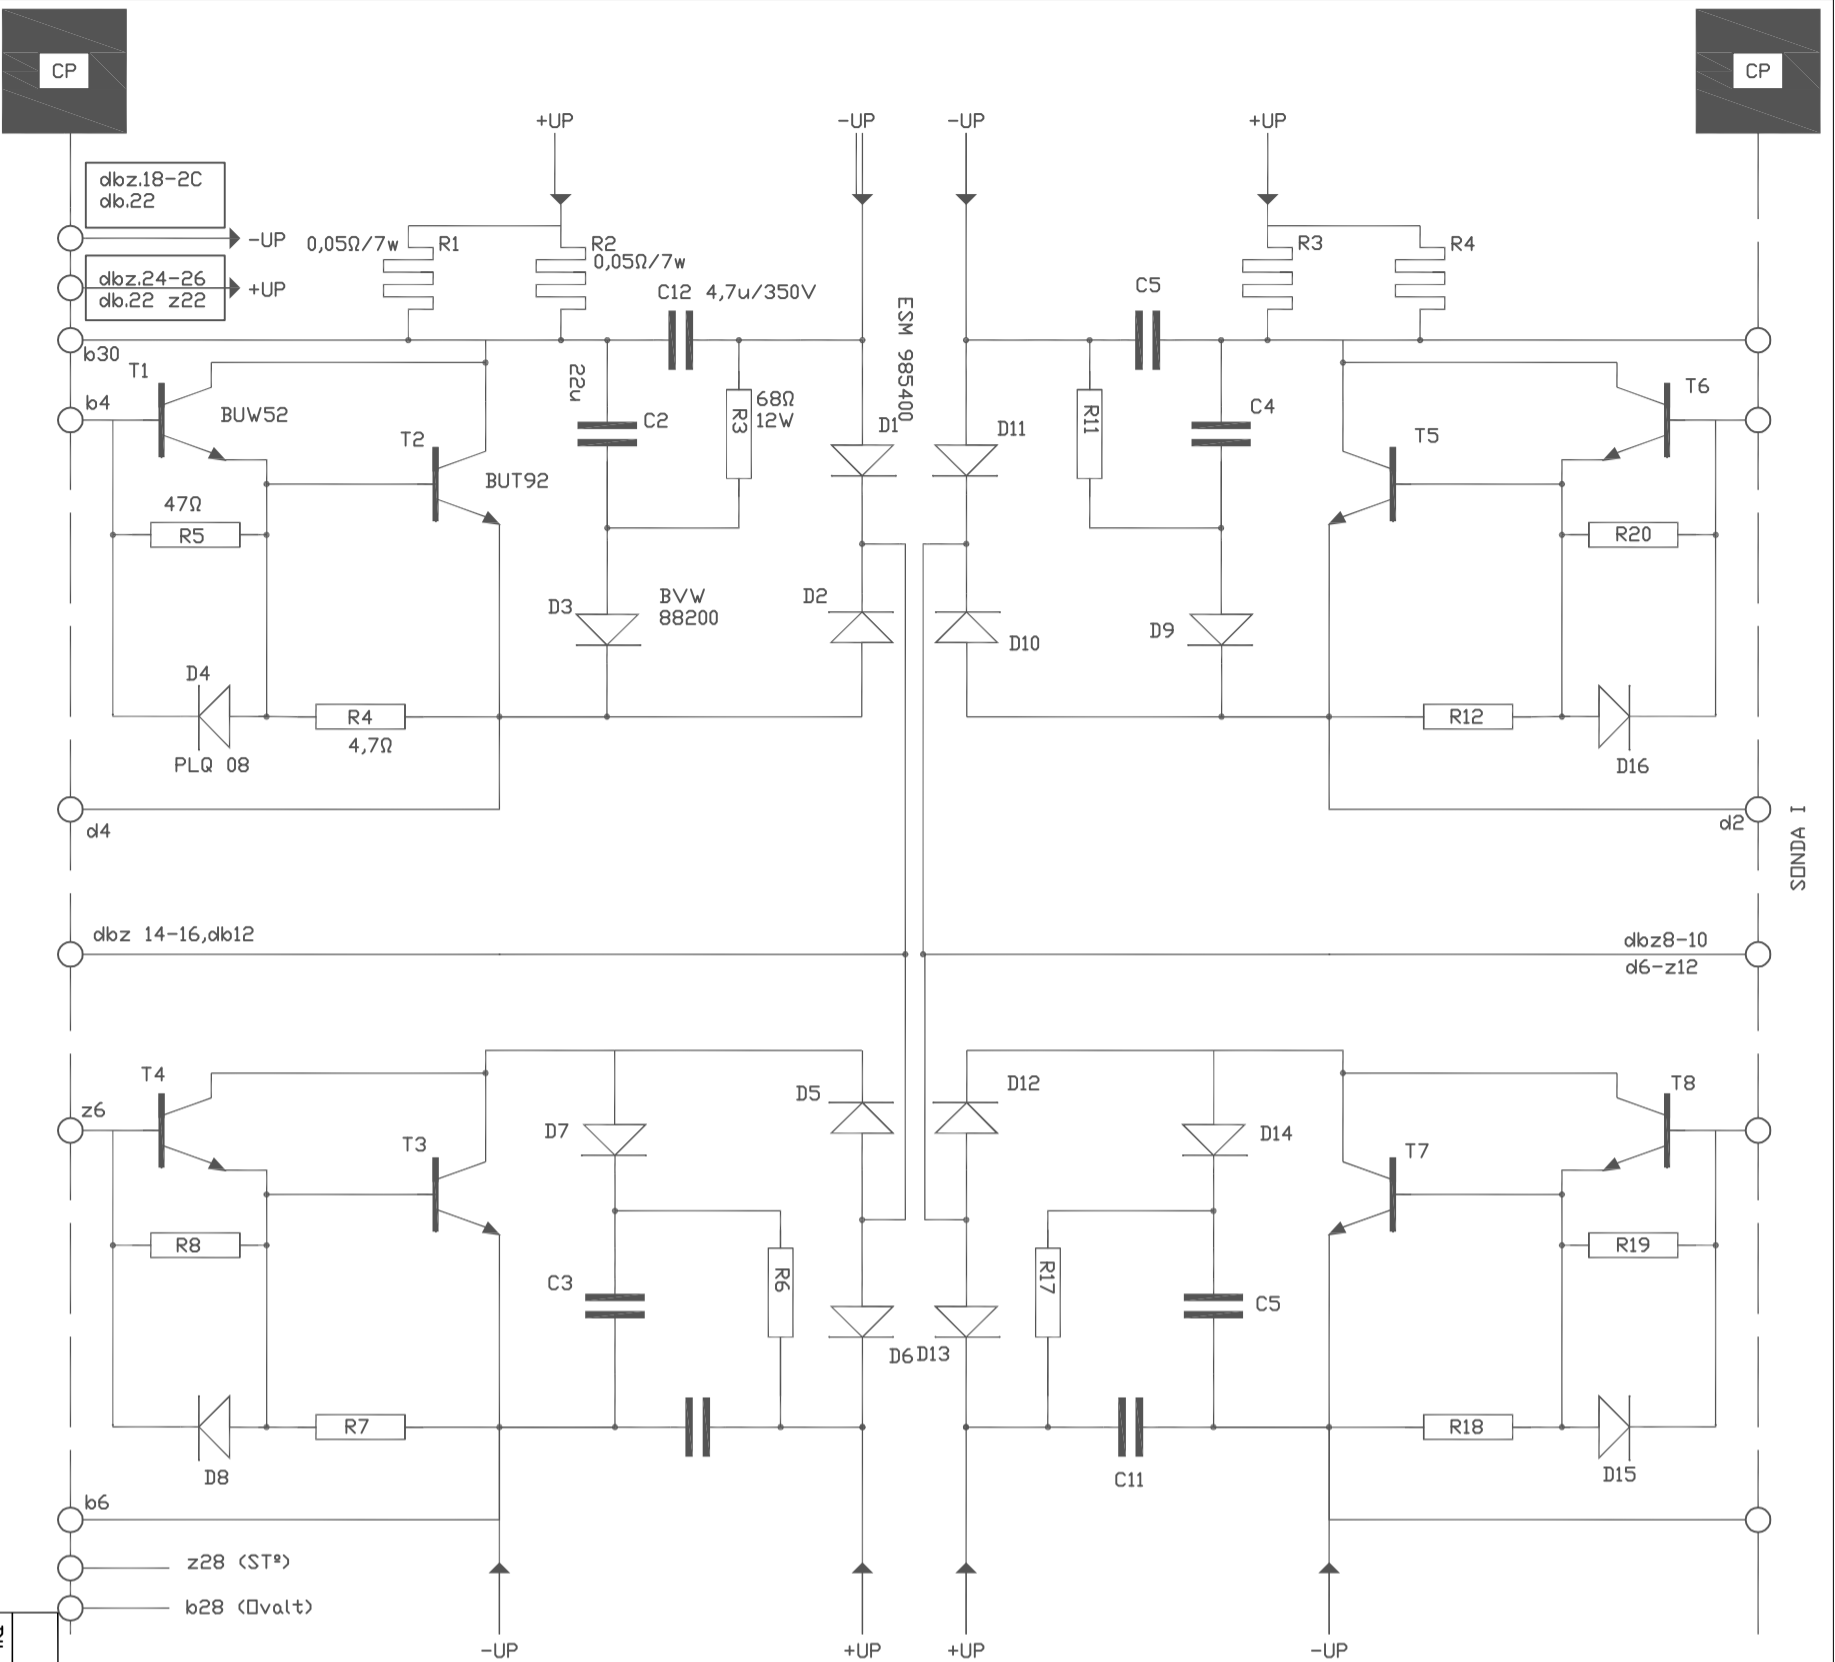 CP
CP
+UP
-UP
-UP
+UP
dbz.18-2C
db.22
-UP
dbz.24-26
db.22 z22
+UP
0,05Ω/7w
R1
R2
0,05Ω/7w
R3
R4
C12 4,7u/350V
C5
ESM 985400
b30
T1
b4
BUW52
T2
BUT92
22u
C2
R3
68Ω
12W
D1
D11
R11
C4
T5
T6
47Ω
R5
R20
D3
BVW
88200
D2
D10
D9
D4
PLQ 08
R4
4,7Ω
R12
D16
d4
d2
SONDA I
dbz 14-16,db12
dbz8-10
d6-z12
T4
z6
T3
D7
D5
D12
D14
T7
T8
R8
C3
R6
R17
C5
R19
D6
D13
R7
D8
C11
R18
D15
b6
z28 (STº)
-UP
+UP
+UP
-UP